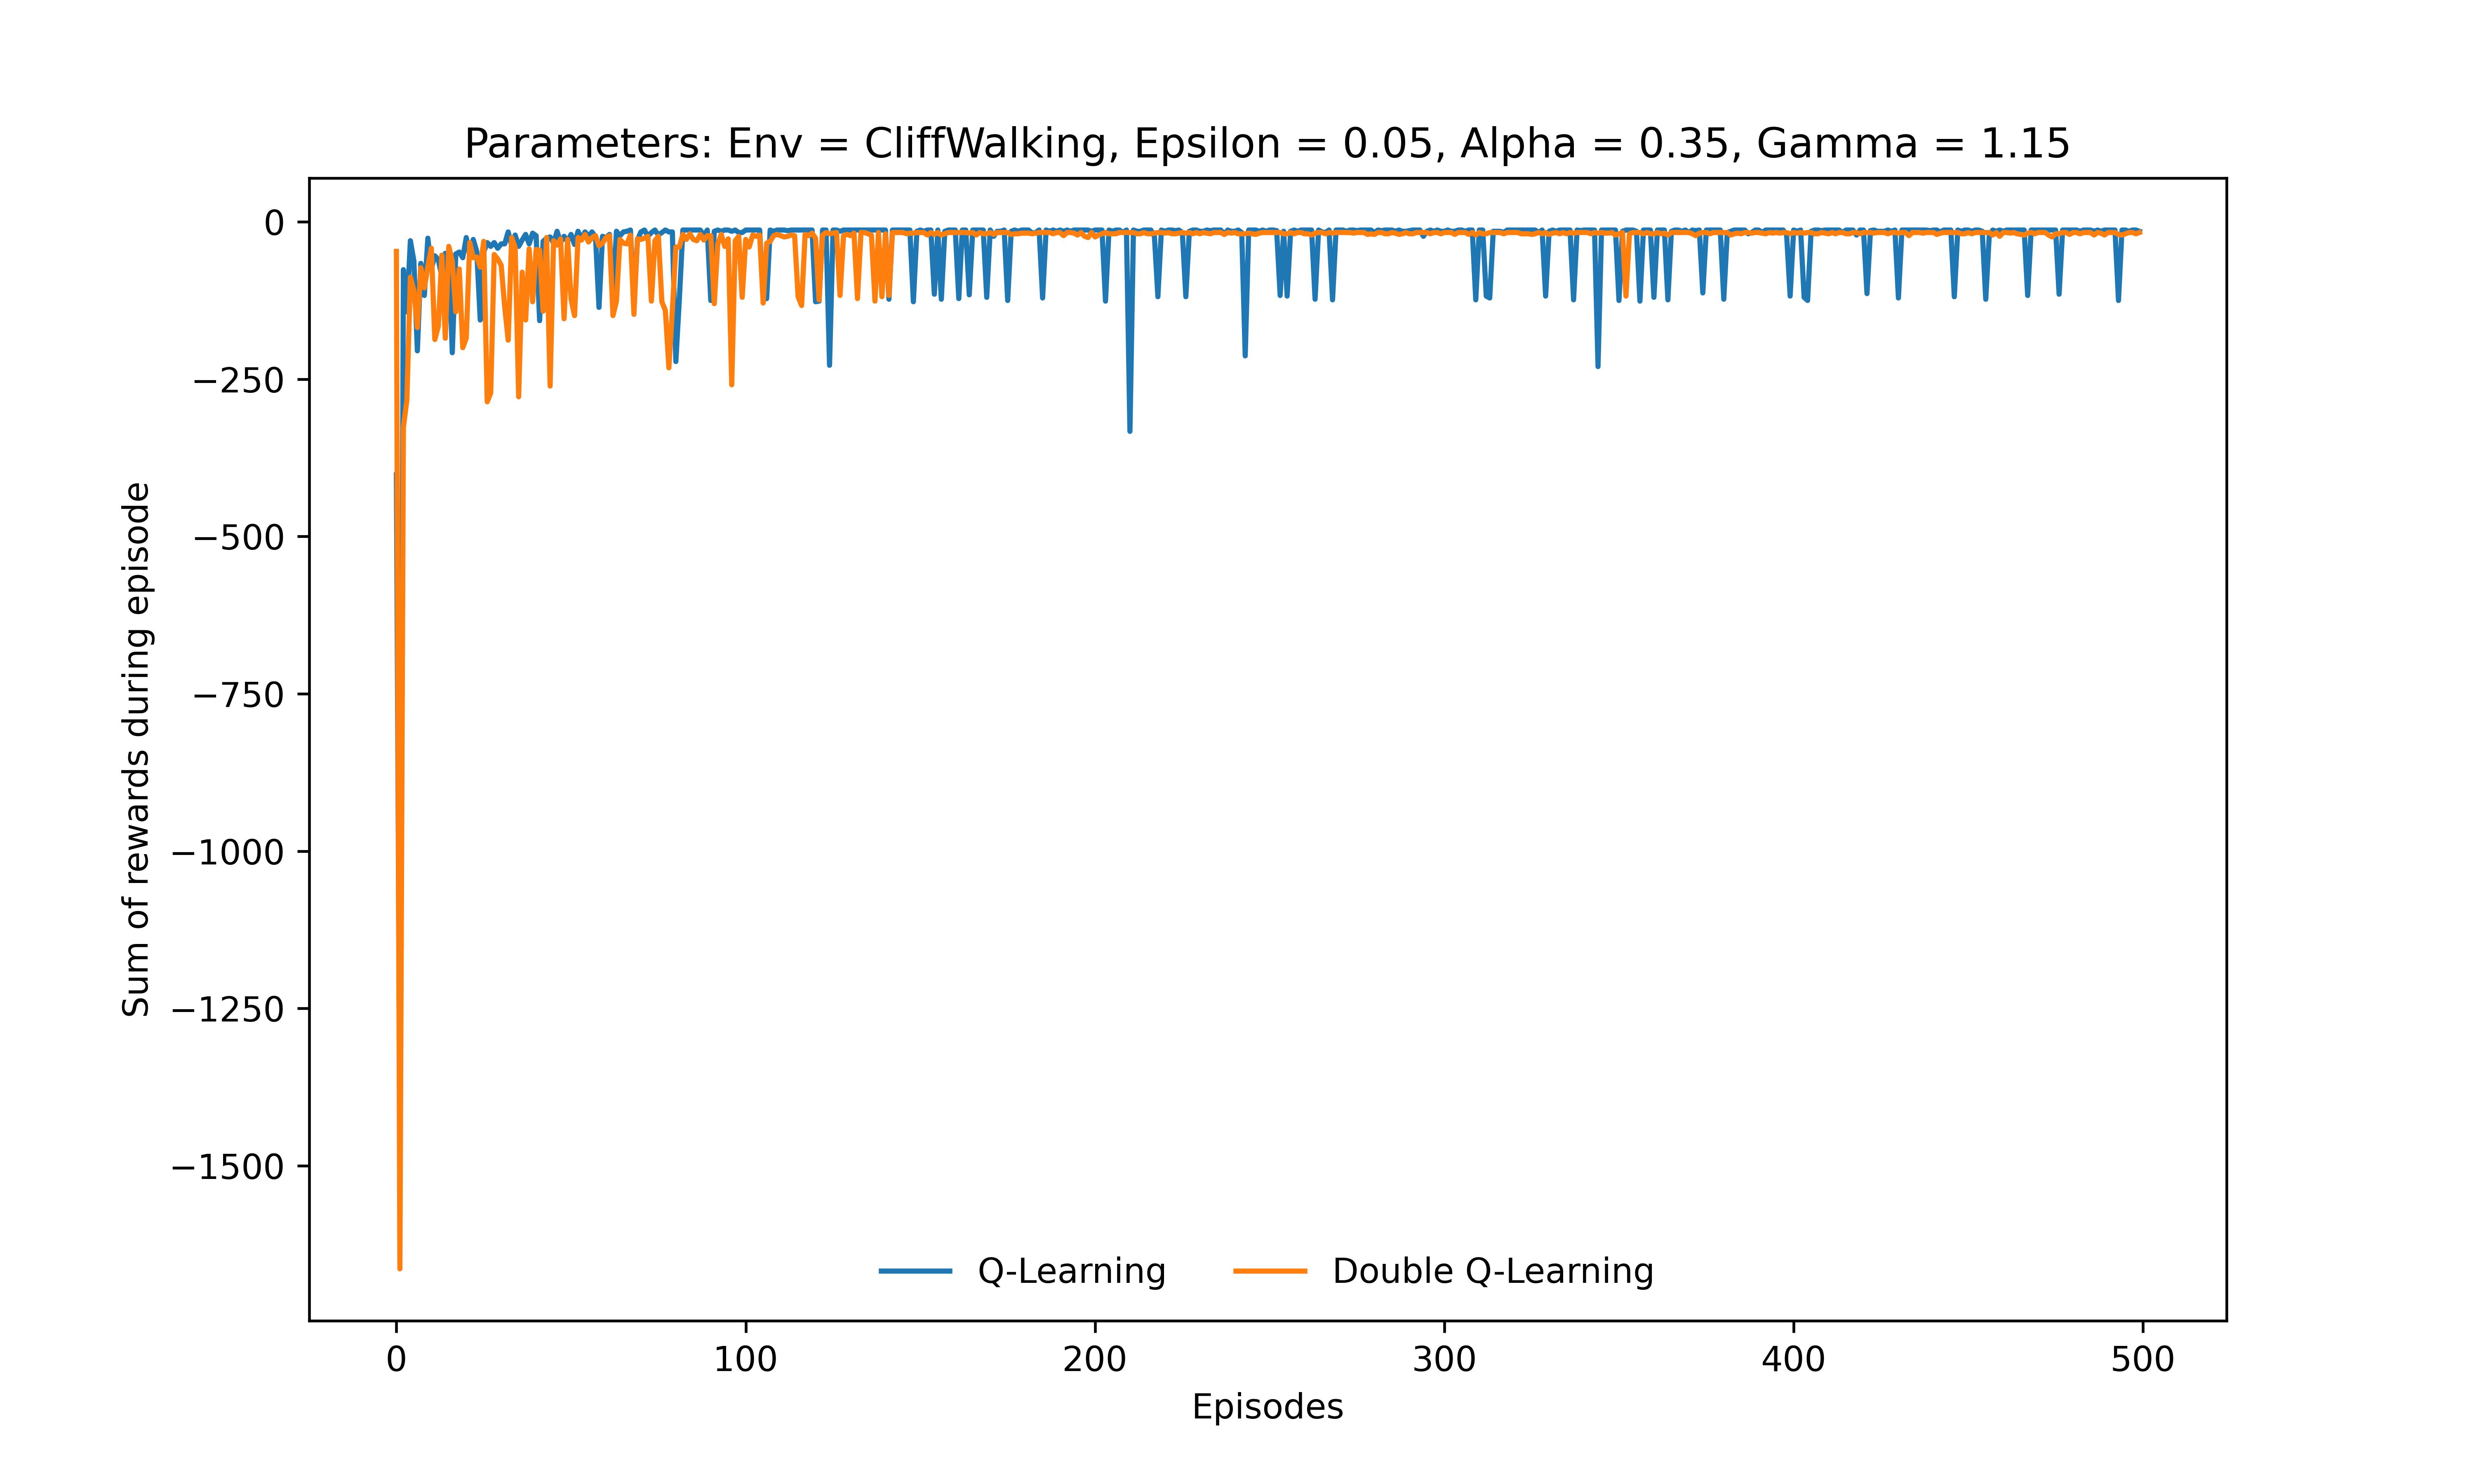 Parameters: Env = CliffWalking, Epsilon = 0.05, Alpha = 0.35, Gamma = 1.15
Sum of rewards during episode
0
−250
−500
−750
−1000
−1250
−1500
Q-Learning
Double Q-Learning
0
100
200
300
400
500
Episodes